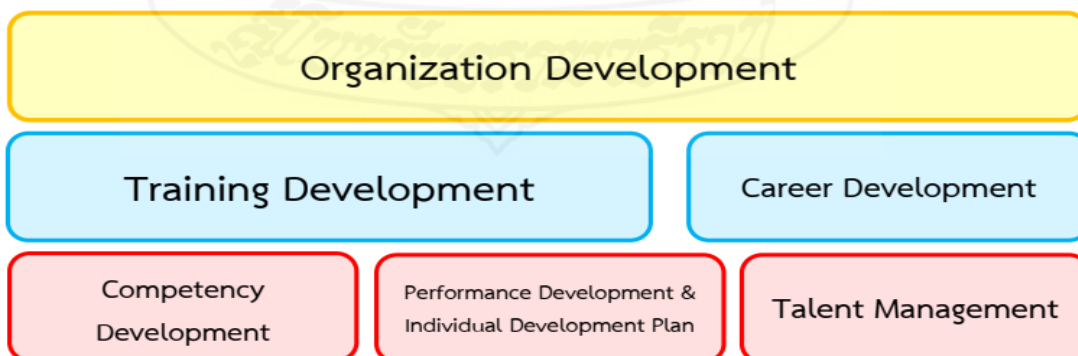 Organization Development
Training Development
Career Development
Competency
Development
Performance Development &
Individual Development Plan
Talent Management